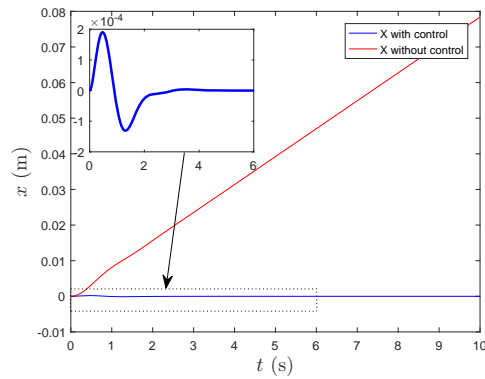 0.08
0.07
0.06
0.05
0.04
0.03
0.02
0.01
0
-0.01
x (m)
0 1 2 3 4 5 6 7 8 9 10
t (s)
X with control
X without control
×10^-4
2
1
0
-1
-2
0 2 4 6